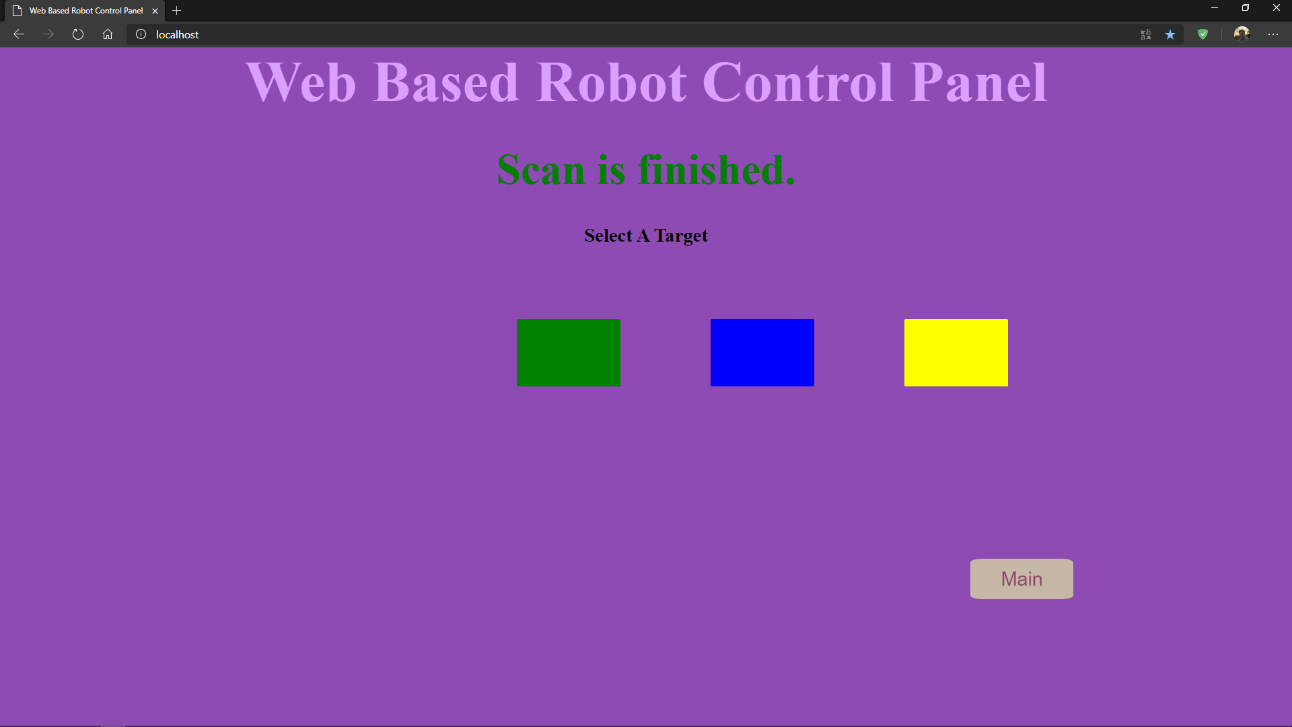 Web Based Robot Control Panel
localhost
Web Based Robot Control Panel
Scan is finished.
Select A Target
Main